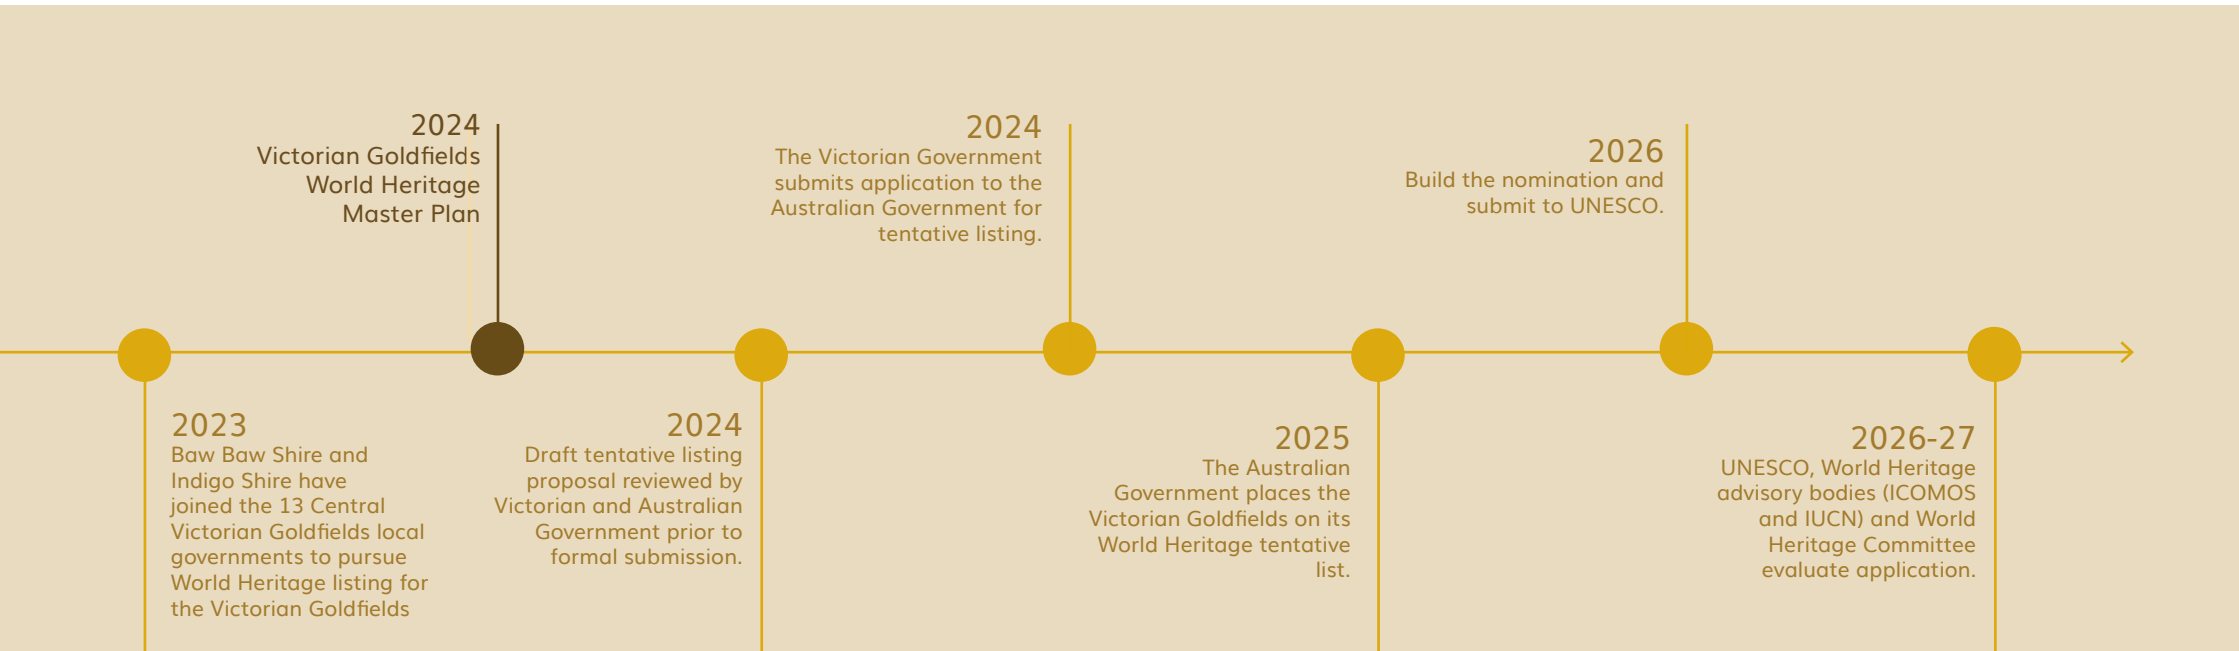 2023
Baw Baw Shire and
Indigo Shire have
joined the 13 Central
Victorian Goldfields local
governments to pursue
World Heritage listing for
the Victorian Goldfields
2024
Victorian Goldfields
World Heritage
Master Plan
2024
Draft tentative listing
proposal reviewed by
Victorian and Australian
Government prior to
formal submission.
2024
The Victorian Government
submits application to the
Australian Government for
tentative listing.
2025
The Australian
Government places the
Victorian Goldfields on its
World Heritage tentative
list.
2026
Build the nomination and
submit to UNESCO.
2026-27
UNESCO, World Heritage
advisory bodies (ICOMOS
and IUCN) and World
Heritage Committee
evaluate application.